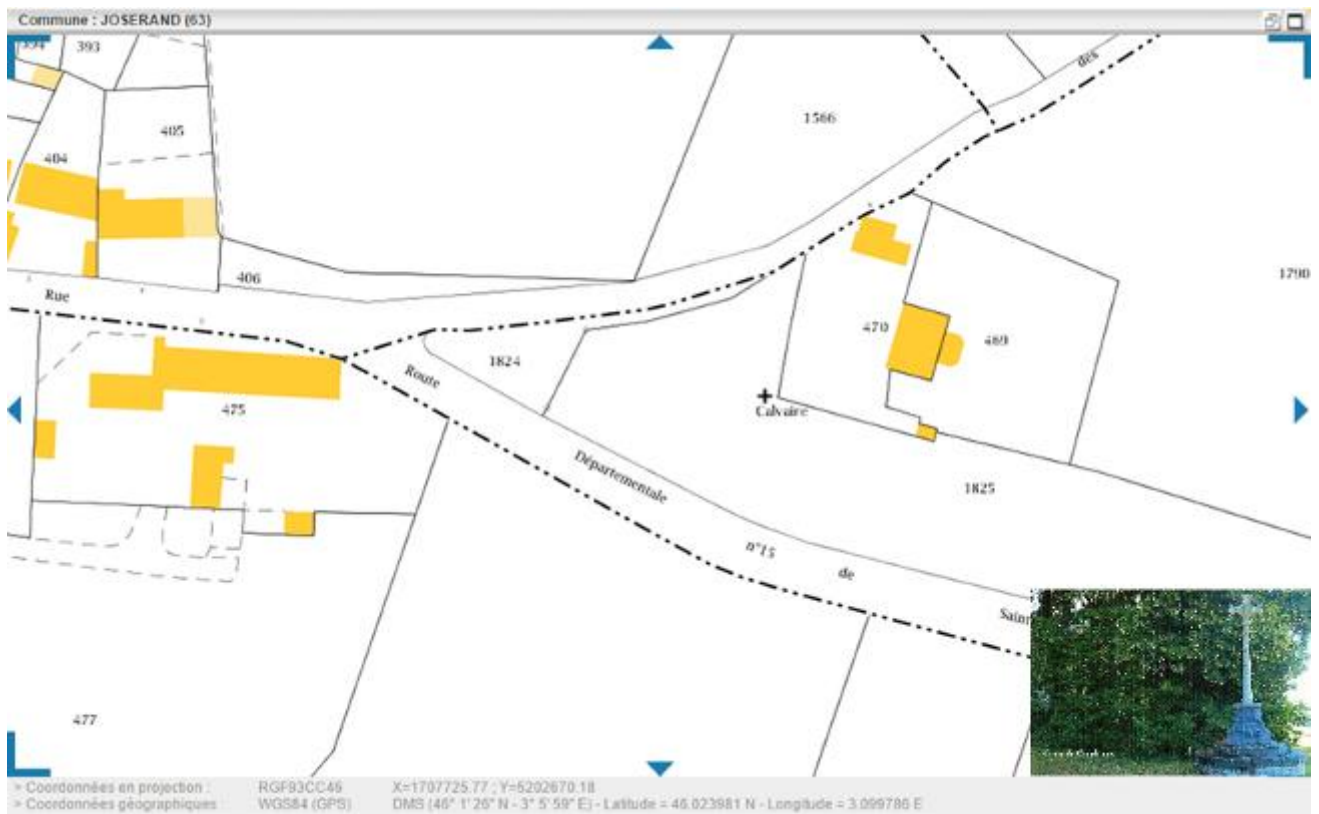 Commune : JOSERAND (63)
394
393
405
404
1566
des
406
1790
Rue
470
469
1824
Route
475
Calvaire
Départementale
1825
n°15
de
Saint
477
> Coordonnées en projection : RGF93CC46 X=1707725.77 ; Y=5202670.18
> Coordonnées géographiques WGS84 (GPS) DMS (46° 1' 26" N - 3° 5' 59" E) - Latitude = 46.023981 N - Longitude = 3.099786 E